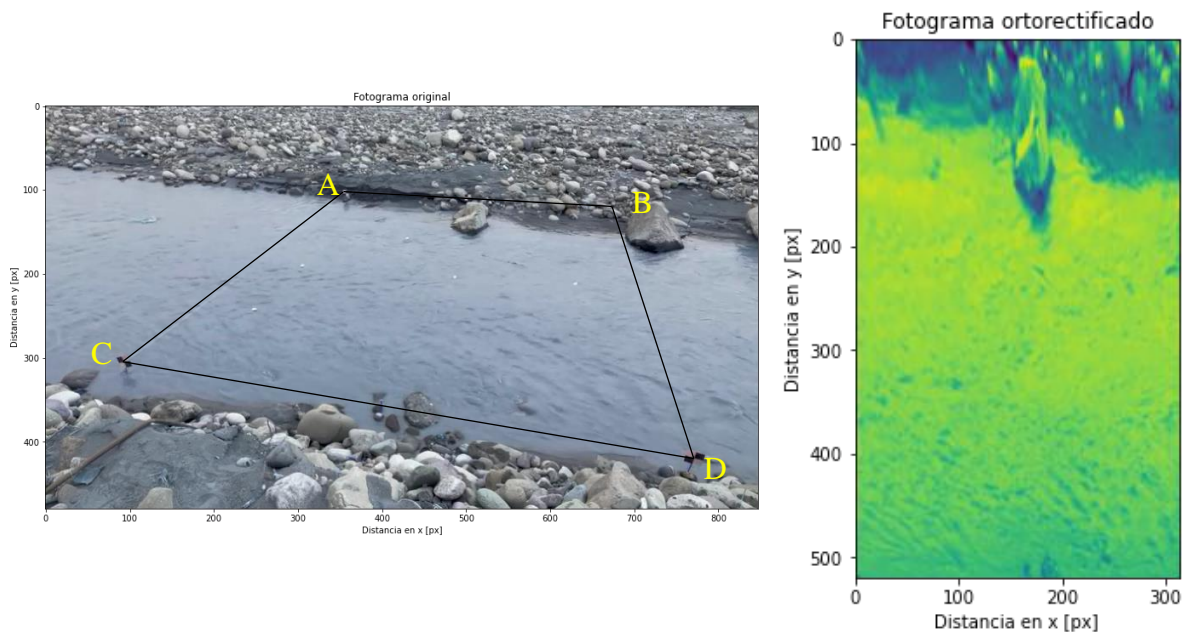 Fotograma original
0
100
200
300
400
Distancia en y [px]
A
B
C
D
0 100 200 300 400 500 600 700 800
Distancia en x [px]
Fotograma ortorectificado
0
100
200
300
400
500
Distancia en y [px]
0 100 200 300
Distancia en x [px]